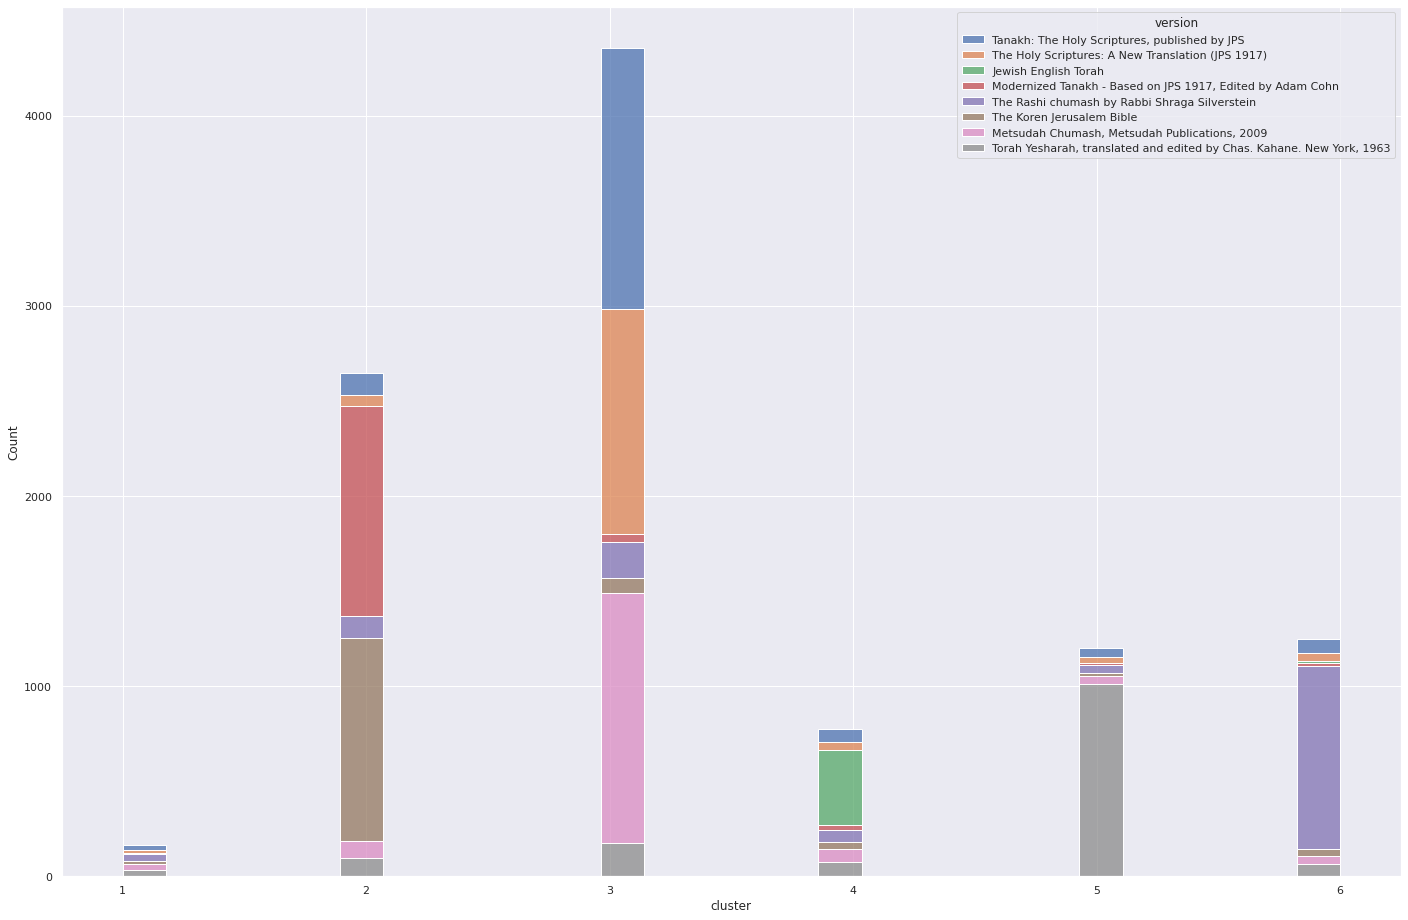 version
Tanakh: The Holy Scriptures, published by JPS
The Holy Scriptures: A New Translation (JPS 1917)
Jewish English Torah
Modernized Tanakh - Based on JPS 1917, Edited by Adam Cohn
The Rashi chumash by Rabbi Shraga Silverstein
The Koren Jerusalem Bible
Metsudah Chumash, Metsudah Publications, 2009
Torah Yesharah, translated and edited by Chas. Kahane. New York, 1963
4000
3000
2000
1000
0
Count
1 2 3 4 5 6
cluster